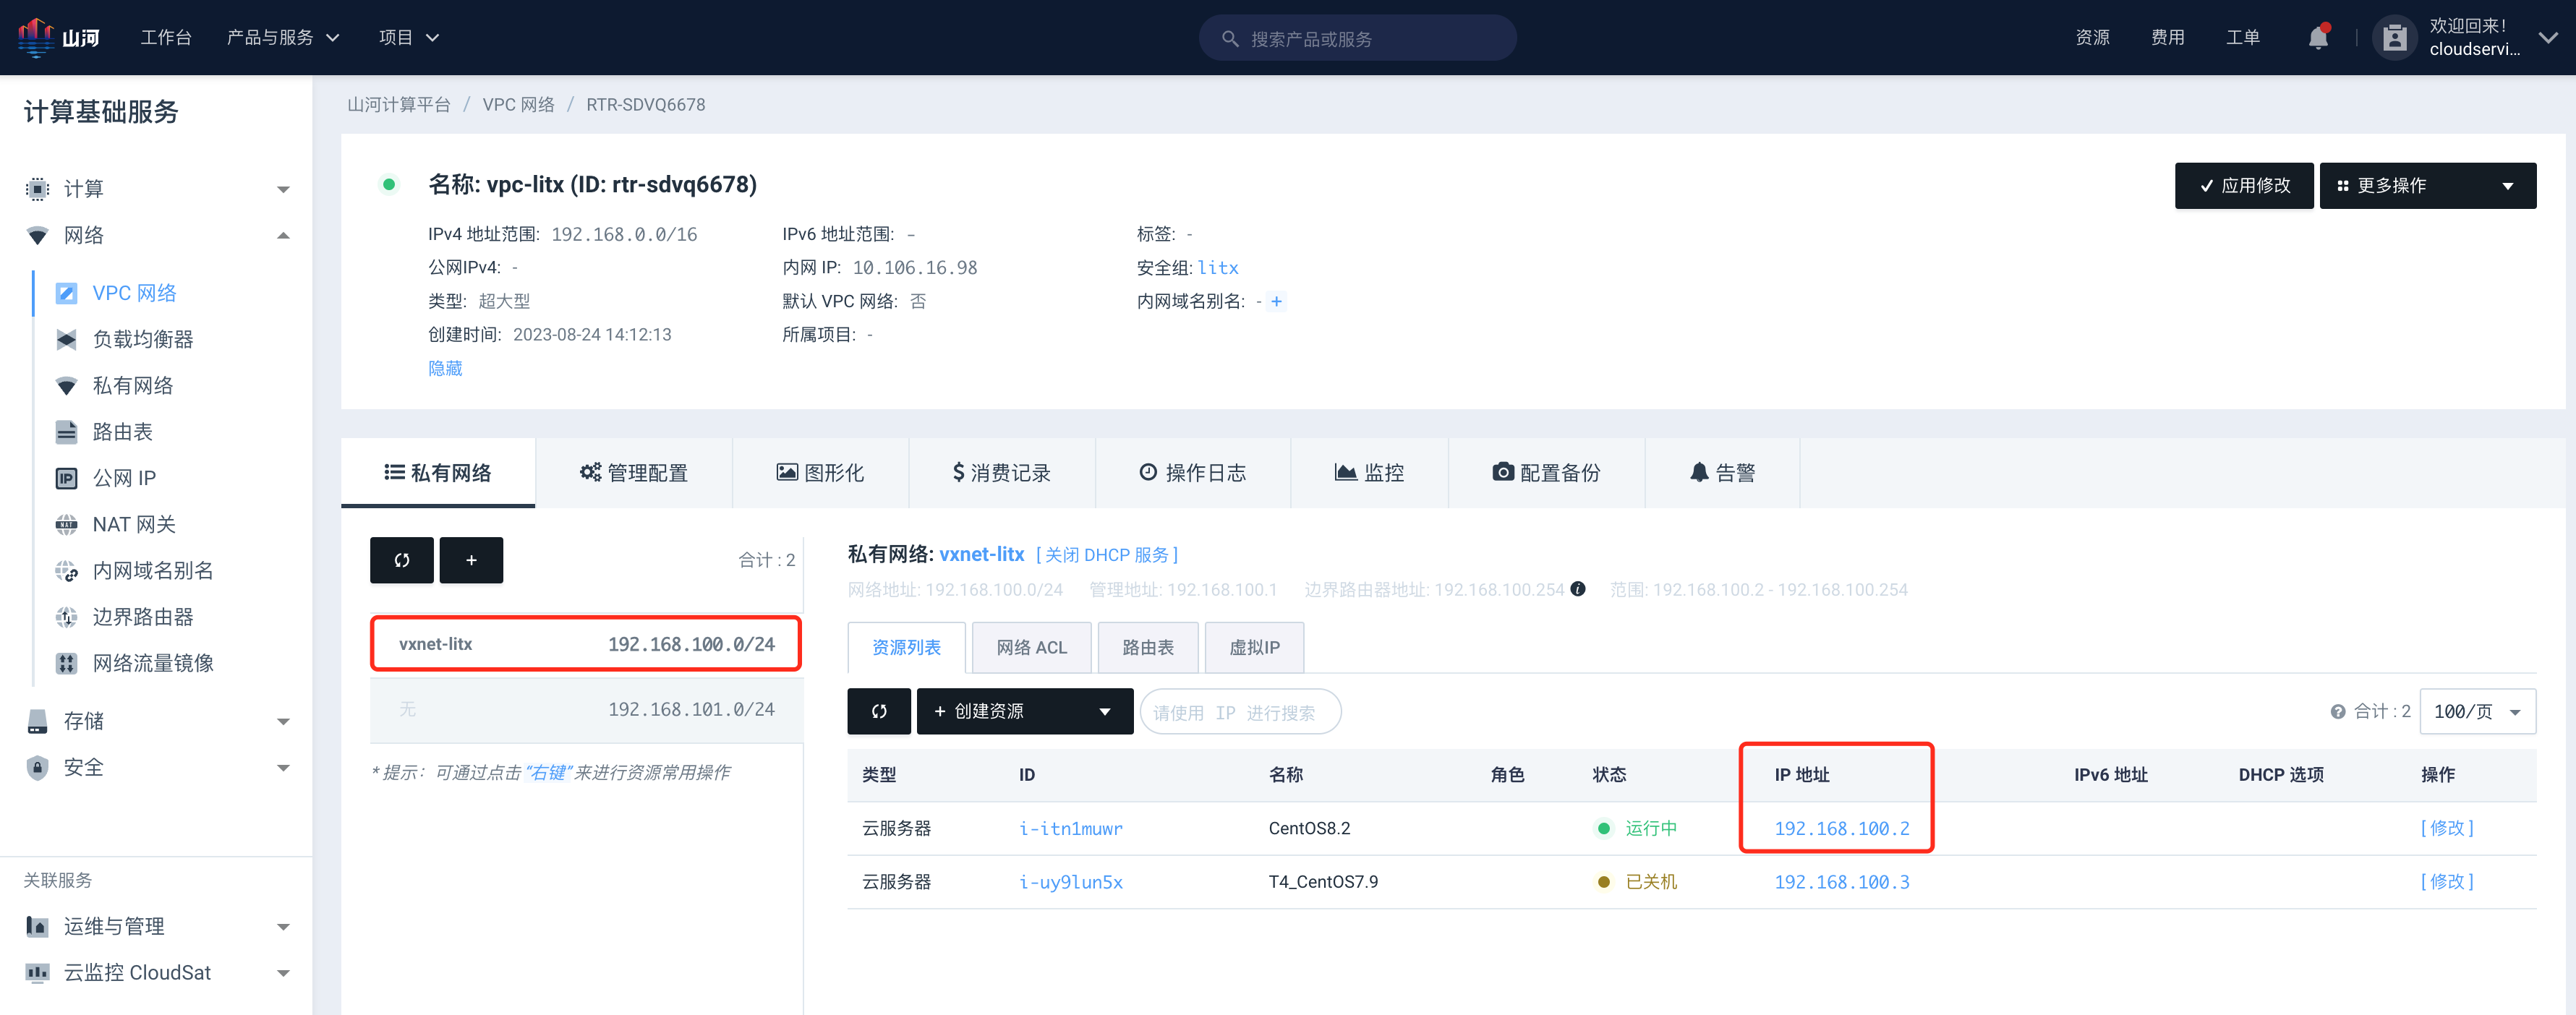 山河
工作台
产品与服务
项目
搜索产品或服务
资源
费用
工单
欢迎回来!
cloudservi...
计算基础服务
计算
网络
VPC 网络
负载均衡器
私有网络
路由表
公网 IP
NAT 网关
内网域名别名
边界路由器
网络流量镜像
存储
安全
关联服务
运维与管理
云监控 CloudSat
山河计算平台 / VPC 网络 / RTR-SDVQ6678
名称: vpc-litx (ID: rtr-sdvq6678)
应用修改
更多操作
IPv4 地址范围: 192.168.0.0/16
IPv6 地址范围: -
标签: -
公网IPv4: -
内网 IP: 10.106.16.98
安全组: litx
类型: 超大型
默认 VPC 网络: 否
内网域名别名: - +
创建时间: 2023-08-24 14:12:13
所属项目: -
隐藏
私有网络
管理配置
图形化
消费记录
操作日志
监控
配置备份
告警
+
合计 : 2
vxnet-litx 192.168.100.0/24
无 192.168.101.0/24
* 提示: 可通过点击 “右键” 来进行资源常用操作
私有网络: vxnet-litx [ 关闭 DHCP 服务 ]
网络地址: 192.168.100.0/24 管理地址: 192.168.100.1 边界路由器地址: 192.168.100.254 范围: 192.168.100.2 - 192.168.100.254
资源列表
网络 ACL
路由表
虚拟IP
+ 创建资源
请使用 IP 进行搜索
合计 : 2
100/页
类型 ID 名称 角色 状态 IP 地址 IPv6 地址 DHCP 选项 操作
云服务器 i-itn1muwr CentOS8.2 运行中 192.168.100.2 [ 修改 ]
云服务器 i-uy9lun5x T4_CentOS7.9 已关机 192.168.100.3 [ 修改 ]